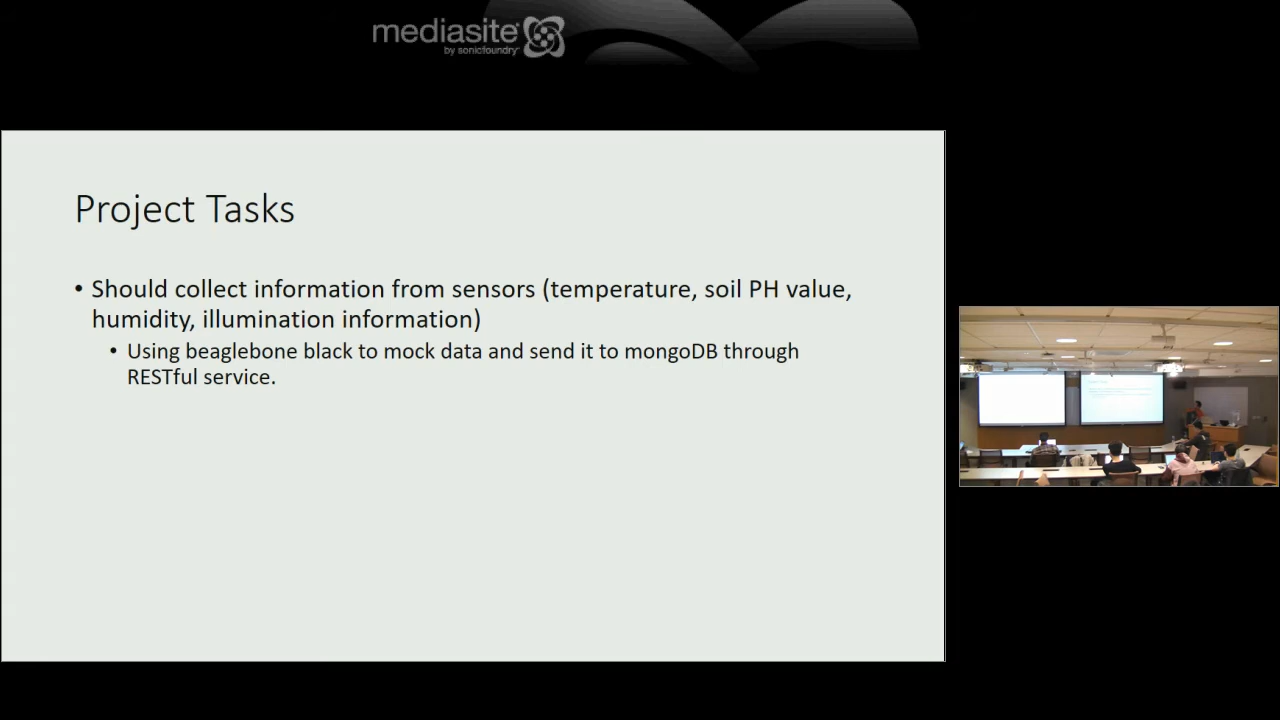 mediasite
by sonicfoundry
Project Tasks
• Should collect information from sensors (temperature, soil PH value,
humidity, illumination information)
• Using beaglebone black to mock data and send it to mongoDB through
RESTful service.